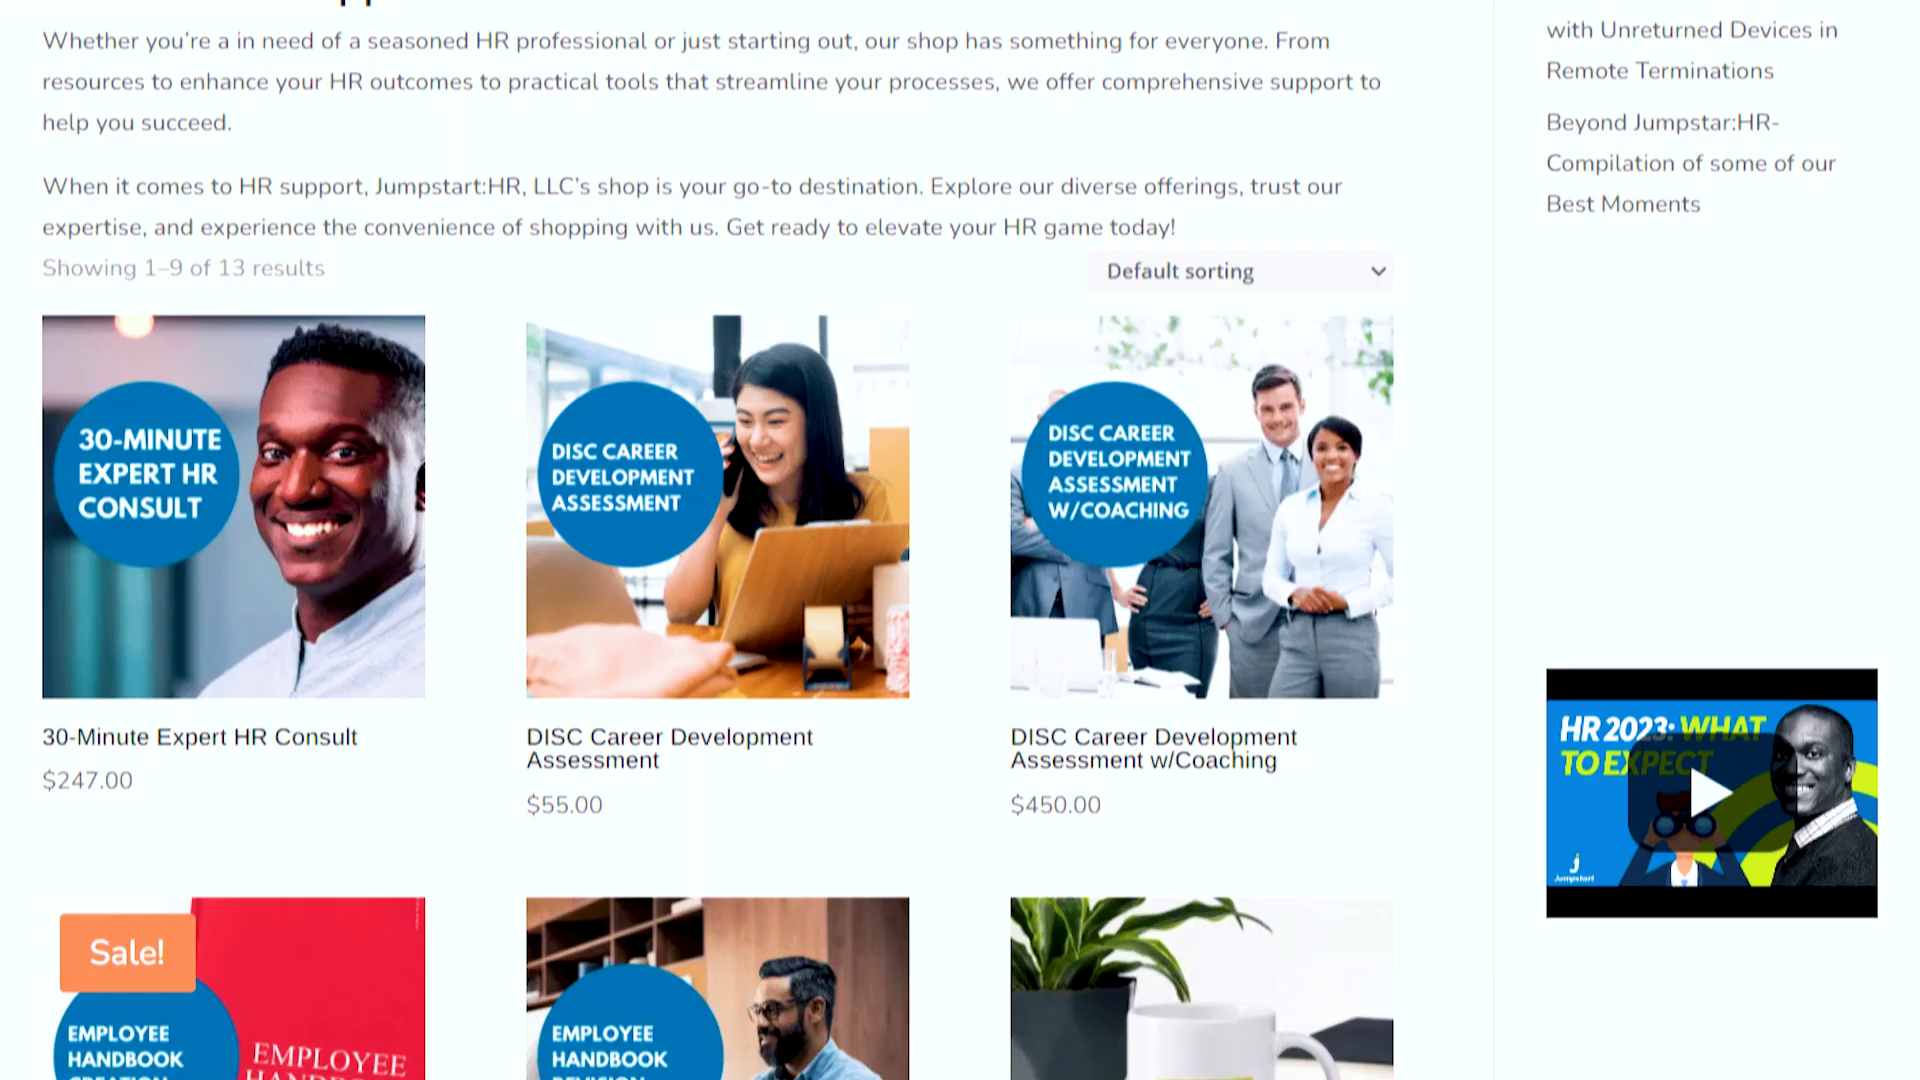 Whether you're a in need of a seasoned HR professional or just starting out, our shop has something for everyone. From
resources to enhance your HR outcomes to practical tools that streamline your processes, we offer comprehensive support to
help you succeed.
When it comes to HR support, Jumpstart:HR, LLC's shop is your go-to destination. Explore our diverse offerings, trust our
expertise, and experience the convenience of shopping with us. Get ready to elevate your HR game today!
Showing 1–9 of 13 results
Default sorting
30-MINUTE
EXPERT HR
CONSULT
DISC CAREER
DEVELOPMENT
ASSESSMENT
DISC CAREER
DEVELOPMENT
ASSESSMENT
W/COACHING
30-Minute Expert HR Consult
$247.00
DISC Career Development
Assessment
$55.00
DISC Career Development
Assessment w/Coaching
$450.00
Sale!
EMPLOYEE
HANDBOOK
EMPLOYEE
EMPLOYEE
HANDBOOK
with Unreturned Devices in
Remote Terminations
Beyond Jumpstar:HR-
Compilation of some of our
Best Moments
HR 2023: WHAT
TO EXPECT
Jumpstart